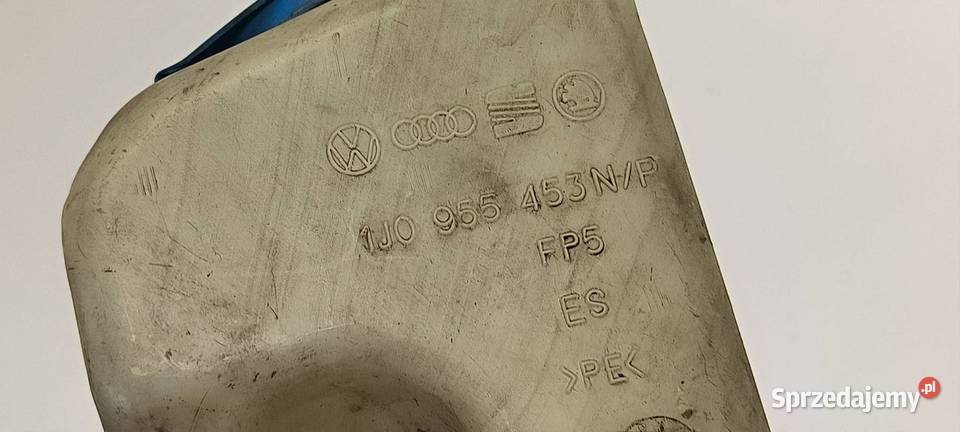 1J0 955 453 N/P
FP5
ES
>PE<
Sprzedajemy.pl